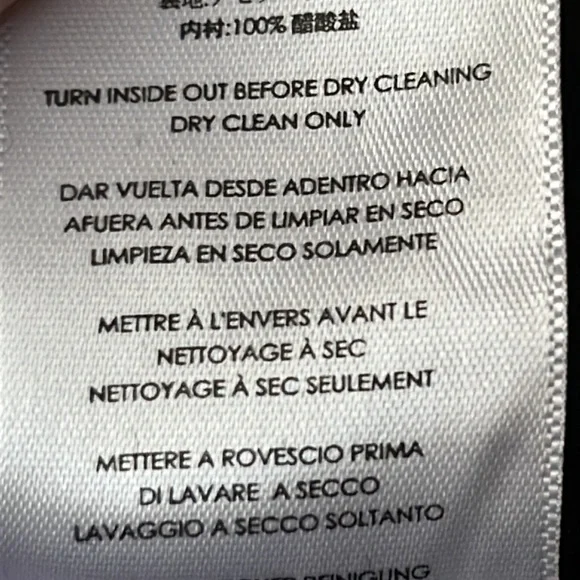 内衬:100% 醋酸盐
TURN INSIDE OUT BEFORE DRY CLEANING
DRY CLEAN ONLY
DAR VUELTA DESDE ADENTRO HACIA
AFUERA ANTES DE LIMPIAR EN SECO
LIMPIEZA EN SECO SOLAMENTE
METTRE À L'ENVERS AVANT LE
NETTOYAGE À SEC
NETTOYAGE À SEC SEULEMENT
METTERE A ROVESCIO PRIMA
DI LAVARE A SECCO
LAVAGGIO A SECCO SOLTANTO